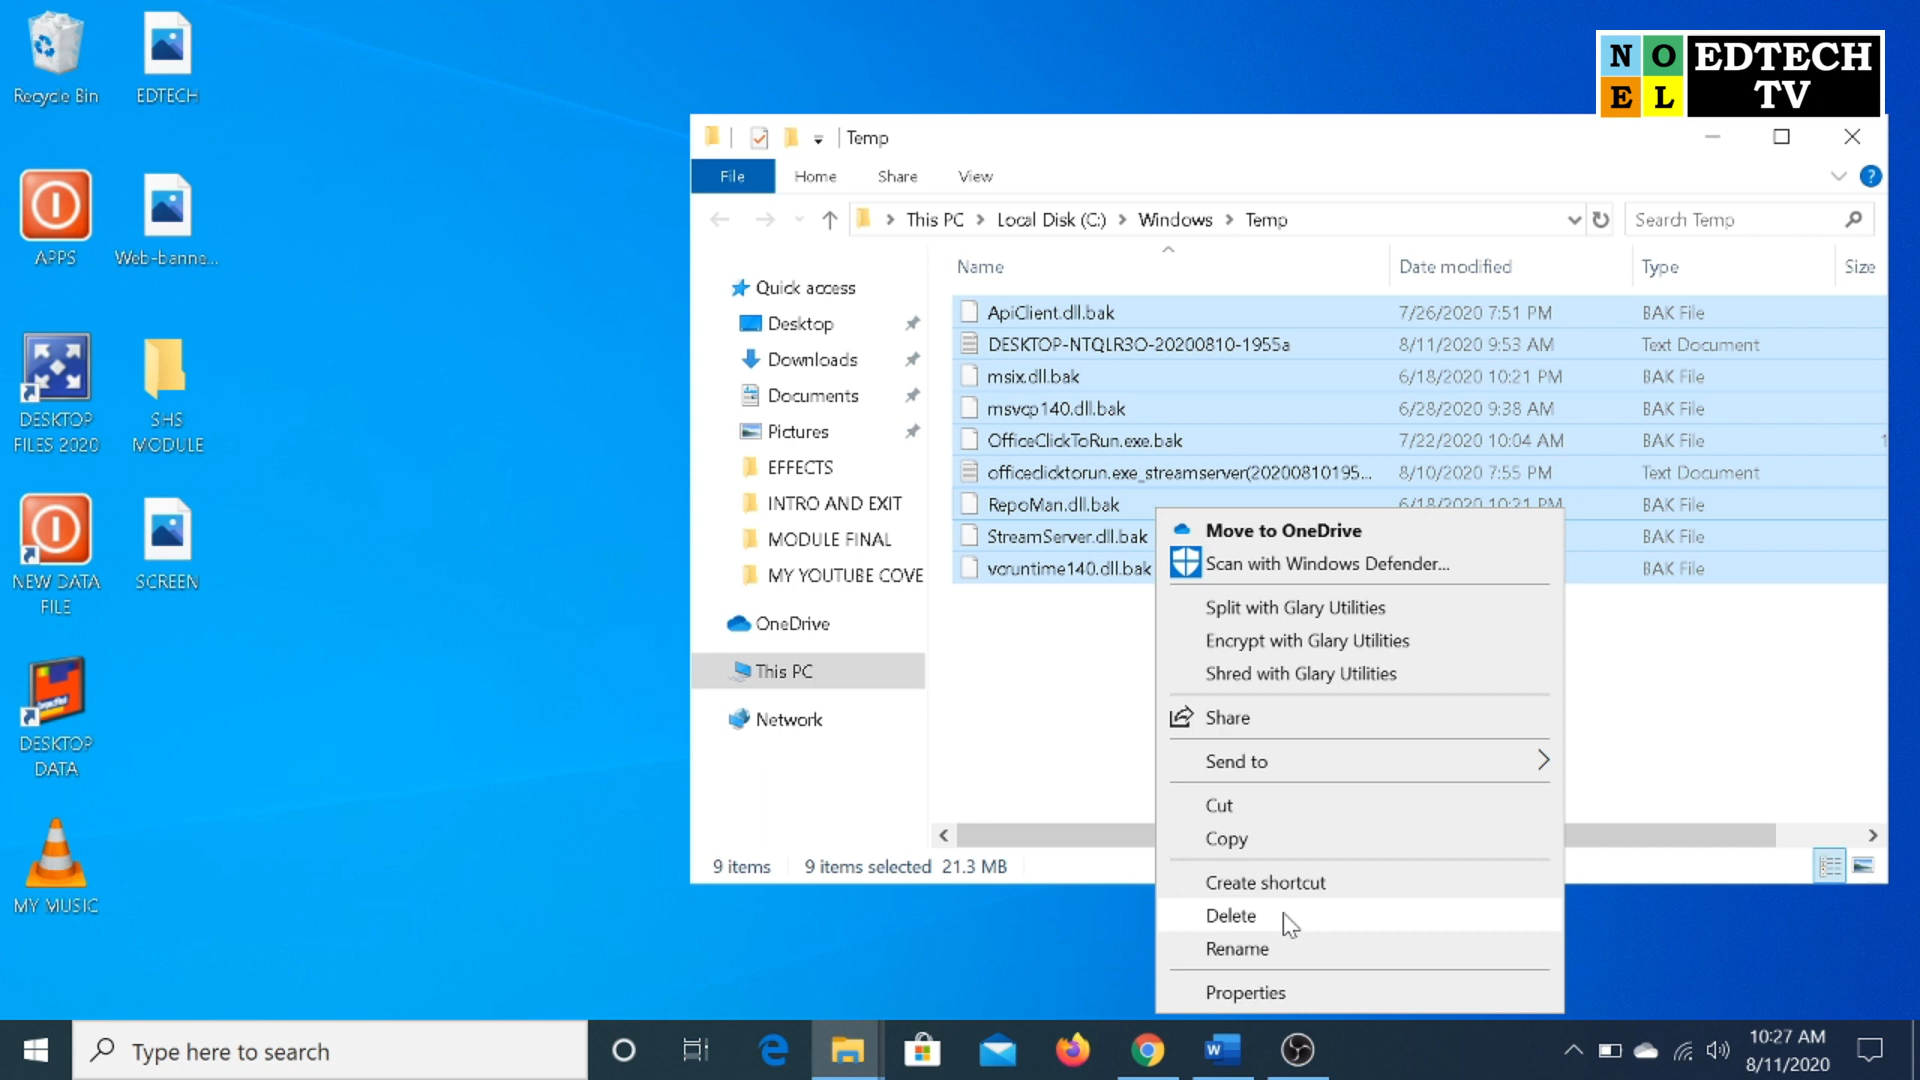 Recycle Bin
EDTECH
APPS
Web-banne...
DESKTOP
FILES 2020
SHS
MODULE
NEW DATA
FILE
SCREEN
DESKTOP
DATA
MY MUSIC
N O
E L
EDTECH
TV
Temp
File Home Share View
?
This PC > Local Disk (C:) > Windows > Temp
Search Temp
Name Date modified Type Size
Quick access
Desktop
Downloads
Documents
Pictures
EFFECTS
INTRO AND EXIT
MODULE FINAL
MY YOUTUBE COVE
OneDrive
This PC
Network
ApiClient.dll.bak 7/26/2020 7:51 PM BAK File
DESKTOP-NTQLR3O-20200810-1955a 8/11/2020 9:53 AM Text Document
msix.dll.bak 6/18/2020 10:21 PM BAK File
msvcp140.dll.bak 6/28/2020 9:38 AM BAK File
OfficeClickToRun.exe.bak 7/22/2020 10:04 AM BAK File 1
officeclicktorun.exe_streamserver(20200810195... 8/10/2020 7:55 PM Text Document
RepoMan.dll.bak 6/18/2020 10:21 PM BAK File
StreamServer.dll.bak BAK File
vcruntime140.dll.bak BAK File
Move to OneDrive
Scan with Windows Defender...
Split with Glary Utilities
Encrypt with Glary Utilities
Shred with Glary Utilities
Share
Send to
Cut
Copy
Create shortcut
Delete
Rename
Properties
9 items 9 items selected 21.3 MB
Type here to search
10:27 AM
8/11/2020